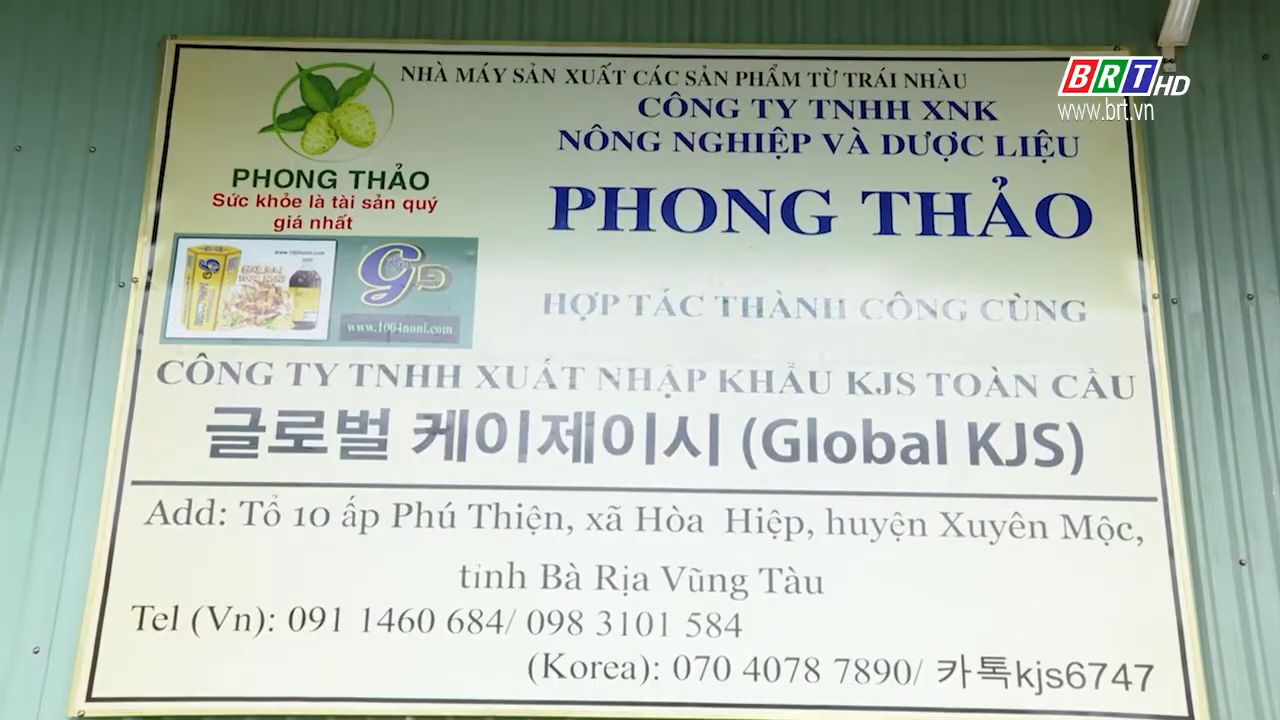 BRT HD
www.brt.vn
NHÀ MÁY SẢN XUẤT CÁC SẢN PHẨM TỪ TRÁI NHÀU
CÔNG TY TNHH XNK
NÔNG NGHIỆP VÀ DƯỢC LIỆU
PHONG THẢO
PHONG THẢO
Sức khỏe là tài sản quý
giá nhất
www.1004noni.com
HỢP TÁC THÀNH CÔNG CÙNG
CÔNG TY TNHH XUẤT NHẬP KHẨU KJS TOÀN CẦU
글로벌 케이제이시 (Global KJS)
Add: Tổ 10 ấp Phú Thiện, xã Hòa Hiệp, huyện Xuyên Mộc,
tỉnh Bà Rịa Vũng Tàu
Tel (Vn): 091 1460 684/ 098 3101 584
(Korea): 070 4078 7890/ 카톡kjs6747